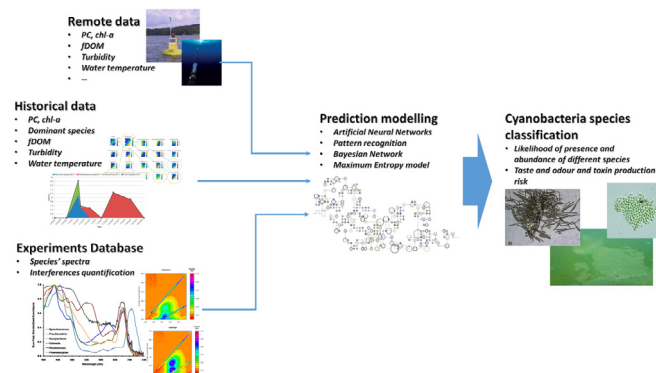 Remote data
• PC, chl-a
• fDOM
• Turbidity
• Water temperature
• ...
Historical data
• PC, chl-a
• Dominant species
• fDOM
• Turbidity
• Water temperature
Experiments Database
• Species' spectra
• Interferences quantification
Prediction modelling
• Artificial Neural Networks
• Pattern recognition
• Bayesian Network
• Maximum Entropy model
Cyanobacteria species
classification
• Likelihood of presence and
abundance of different species
• Taste and odour and toxin production
risk